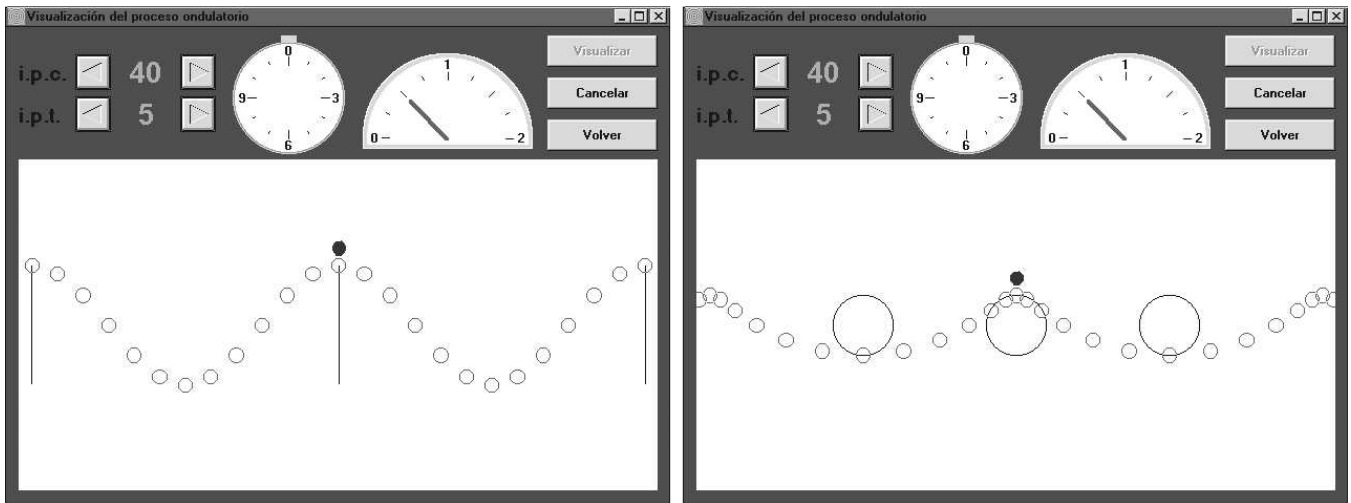 Visualización del proceso ondulatorio
i.p.c. 40
i.p.t. 5
0
3
6
9
0
1
2
Visualizar
Cancelar
Volver
Visualización del proceso ondulatorio
i.p.c. 40
i.p.t. 5
0
3
6
9
0
1
2
Visualizar
Cancelar
Volver